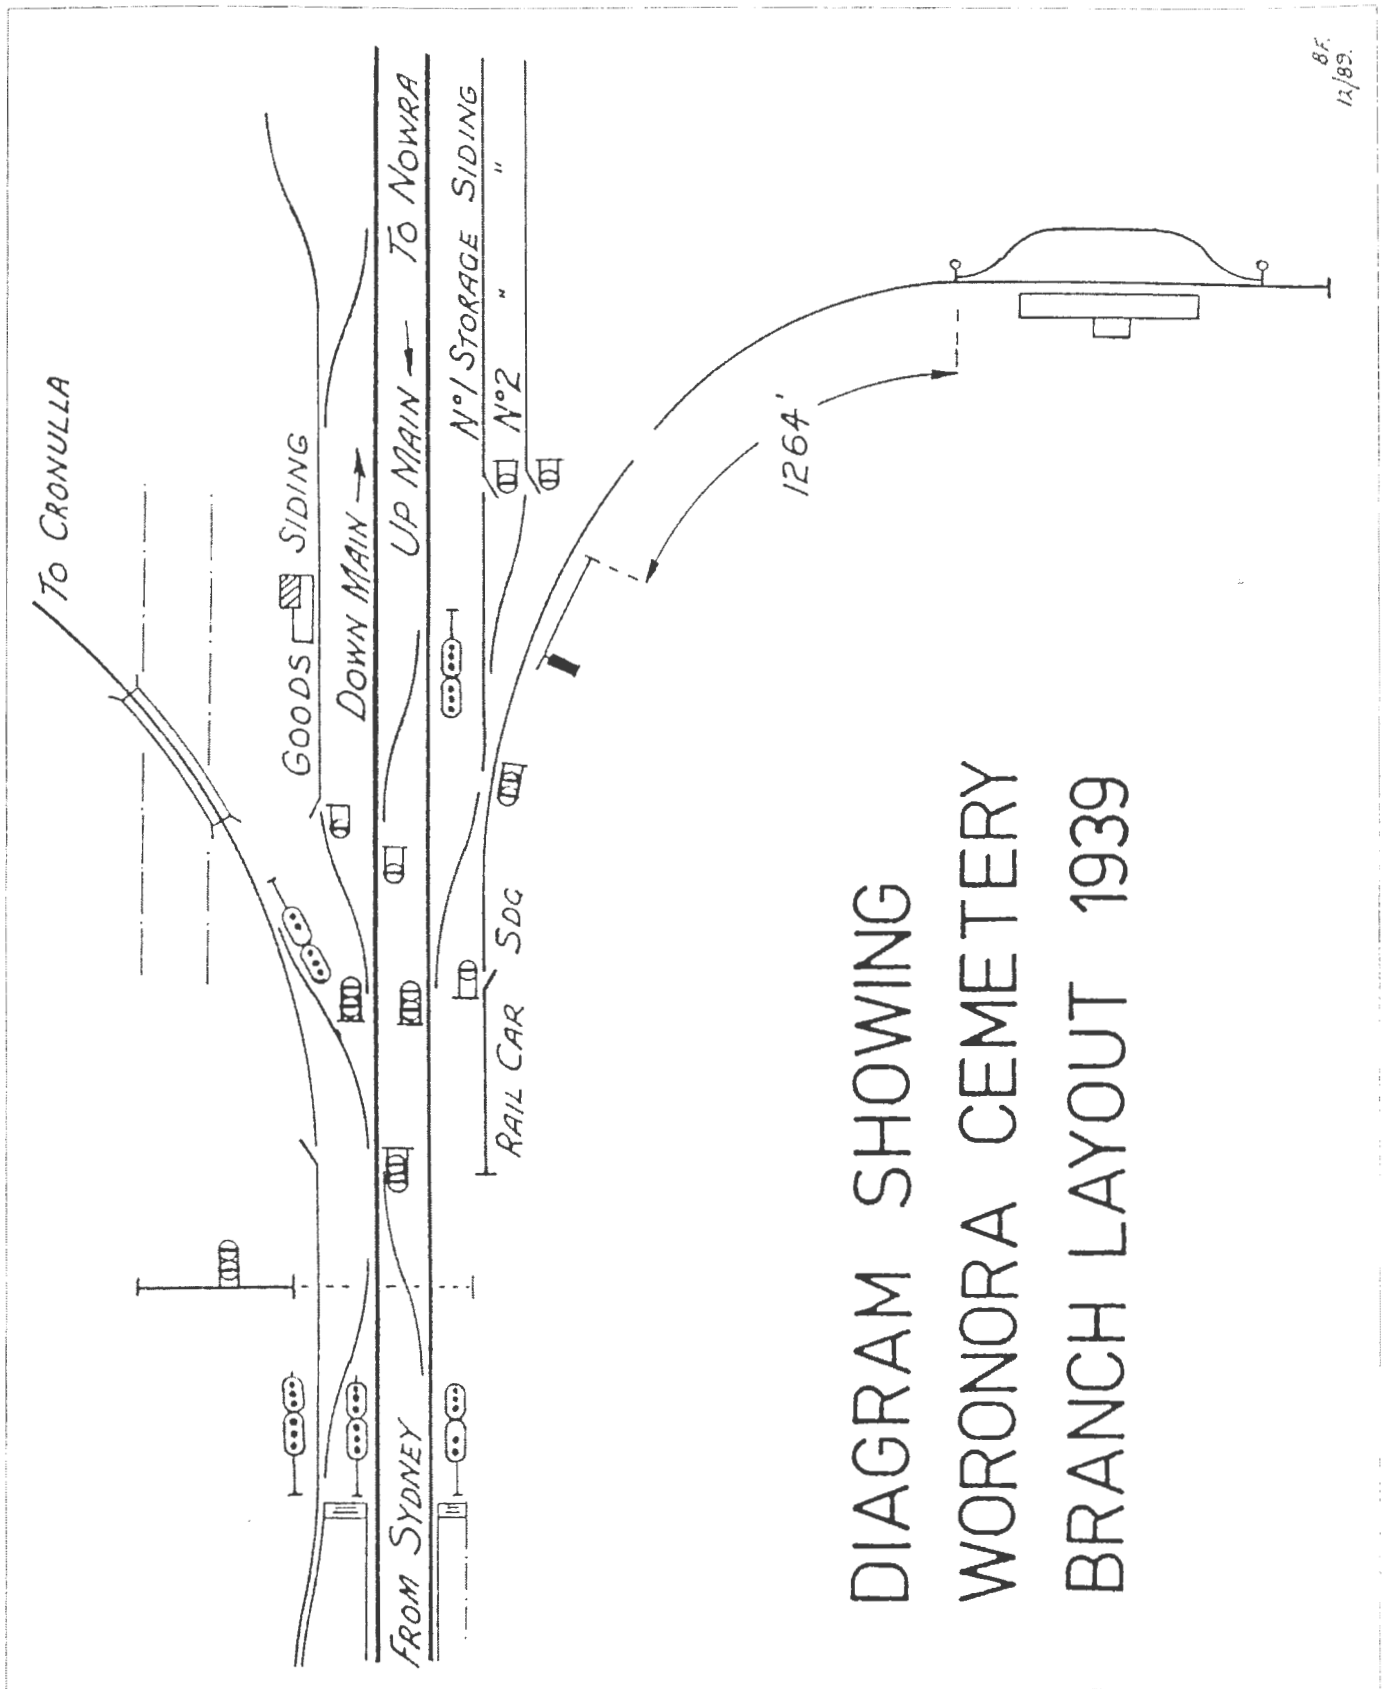 To CRONULLA
GOODS SIDING
DOWN MAIN
UP MAIN
To NOWRA
FROM SYDNEY
No1 STORAGE SIDING
No2 " "
RAIL CAR SDG
1264'
DIAGRAM SHOWING
WORONORA CEMETERY
BRANCH LAYOUT 1939
BF.
12/89.